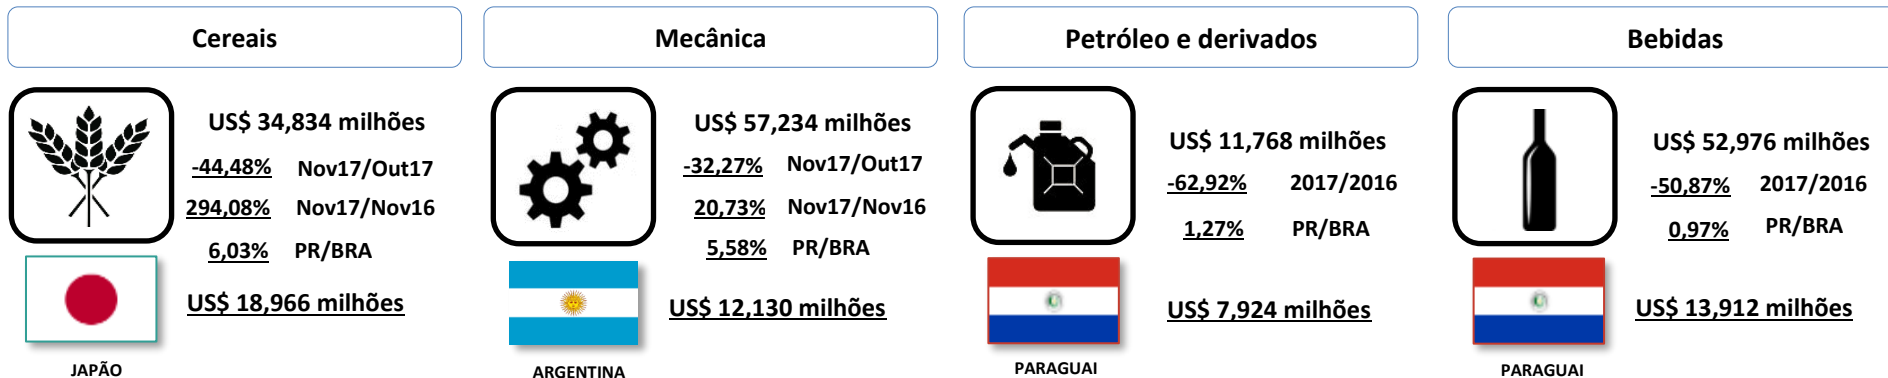 Cereais
US$ 34,834 milhões
-44,48% Nov17/Out17
294,08% Nov17/Nov16
6,03% PR/BRA
US$ 18,966 milhões
JAPÃO
Mecânica
US$ 57,234 milhões
-32,27% Nov17/Out17
20,73% Nov17/Nov16
5,58% PR/BRA
US$ 12,130 milhões
ARGENTINA
Petróleo e derivados
US$ 11,768 milhões
-62,92% 2017/2016
1,27% PR/BRA
US$ 7,924 milhões
PARAGUAI
Bebidas
US$ 52,976 milhões
-50,87% 2017/2016
0,97% PR/BRA
US$ 13,912 milhões
PARAGUAI